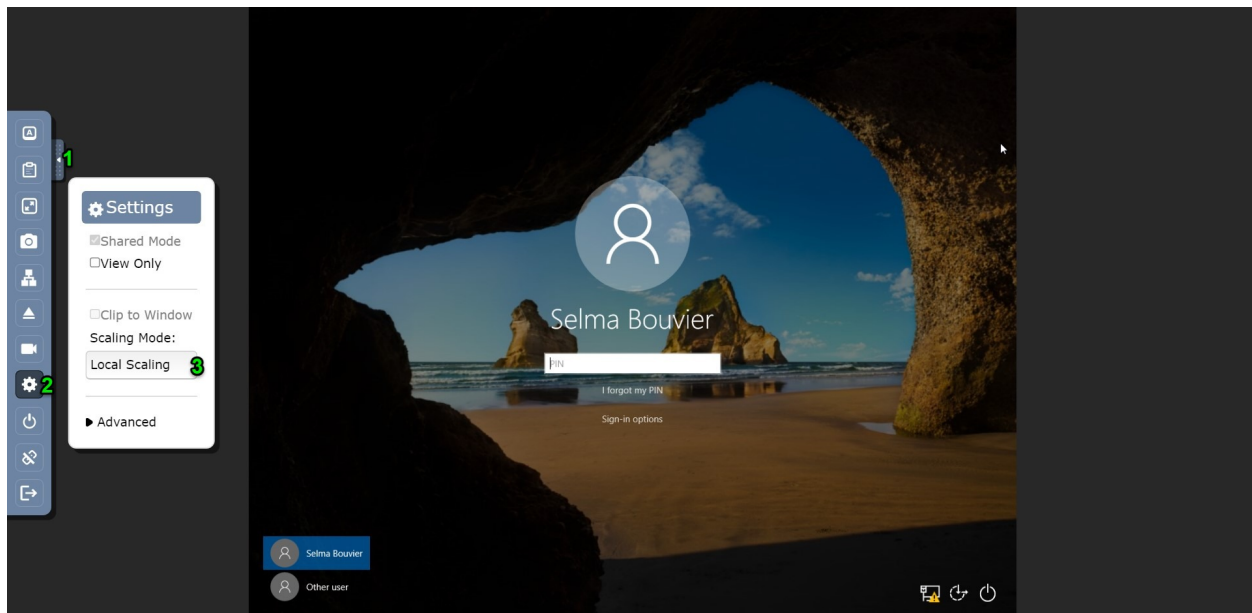 A
1
Settings
Shared Mode
View Only
Clip to Window
Scaling Mode:
Local Scaling
3
2
Advanced
Selma Bouvier
PIN
I forgot my PIN
Sign-in options
Selma Bouvier
Other user